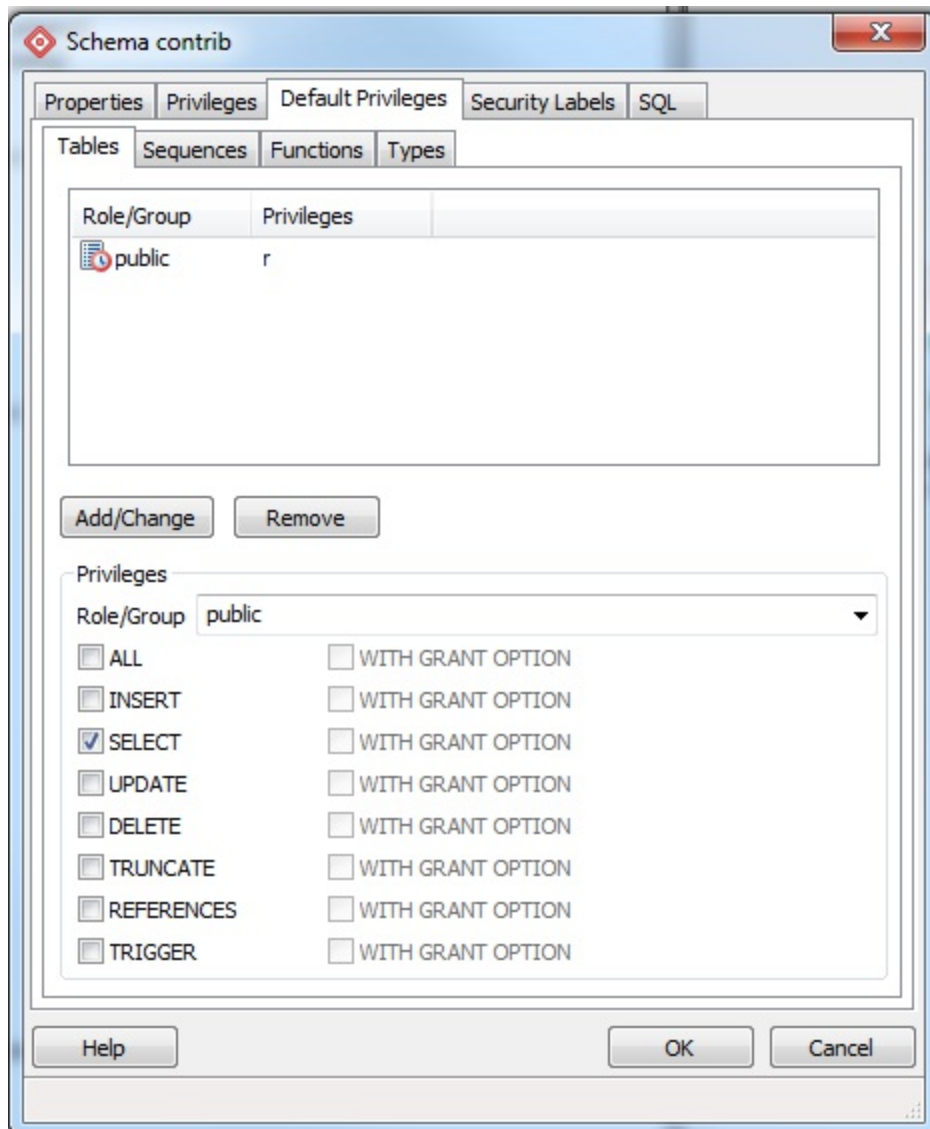 Schema contrib
x
Properties Privileges Default Privileges Security Labels SQL
Tables Sequences Functions Types
Role/Group Privileges
public r
Add/Change Remove
Privileges
Role/Group public
ALL WITH GRANT OPTION
INSERT WITH GRANT OPTION
SELECT WITH GRANT OPTION
UPDATE WITH GRANT OPTION
DELETE WITH GRANT OPTION
TRUNCATE WITH GRANT OPTION
REFERENCES WITH GRANT OPTION
TRIGGER WITH GRANT OPTION
Help OK Cancel